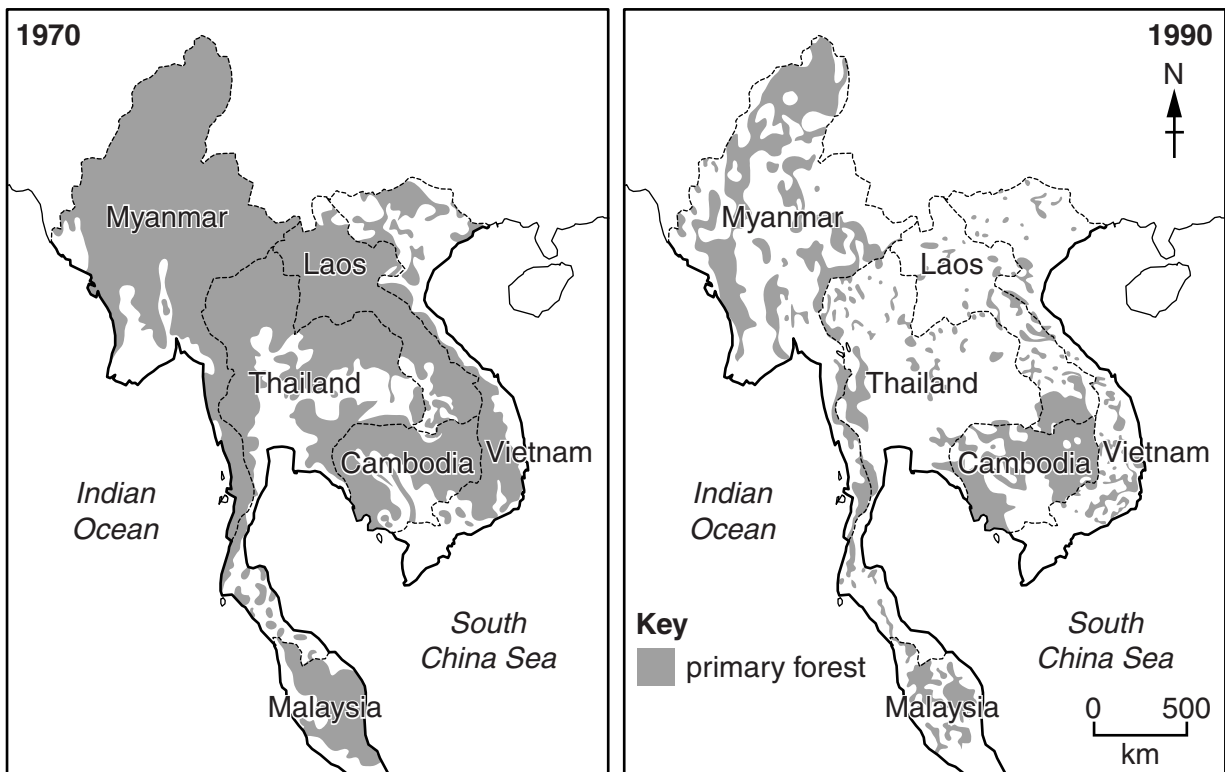 1970
Myanmar
Laos
Thailand
Cambodia
Vietnam
Indian
Ocean
South
China Sea
Malaysia
1990
N
Myanmar
Laos
Thailand
Cambodia
Vietnam
Indian
Ocean
Key
primary forest
South
China Sea
Malaysia
0 500
km